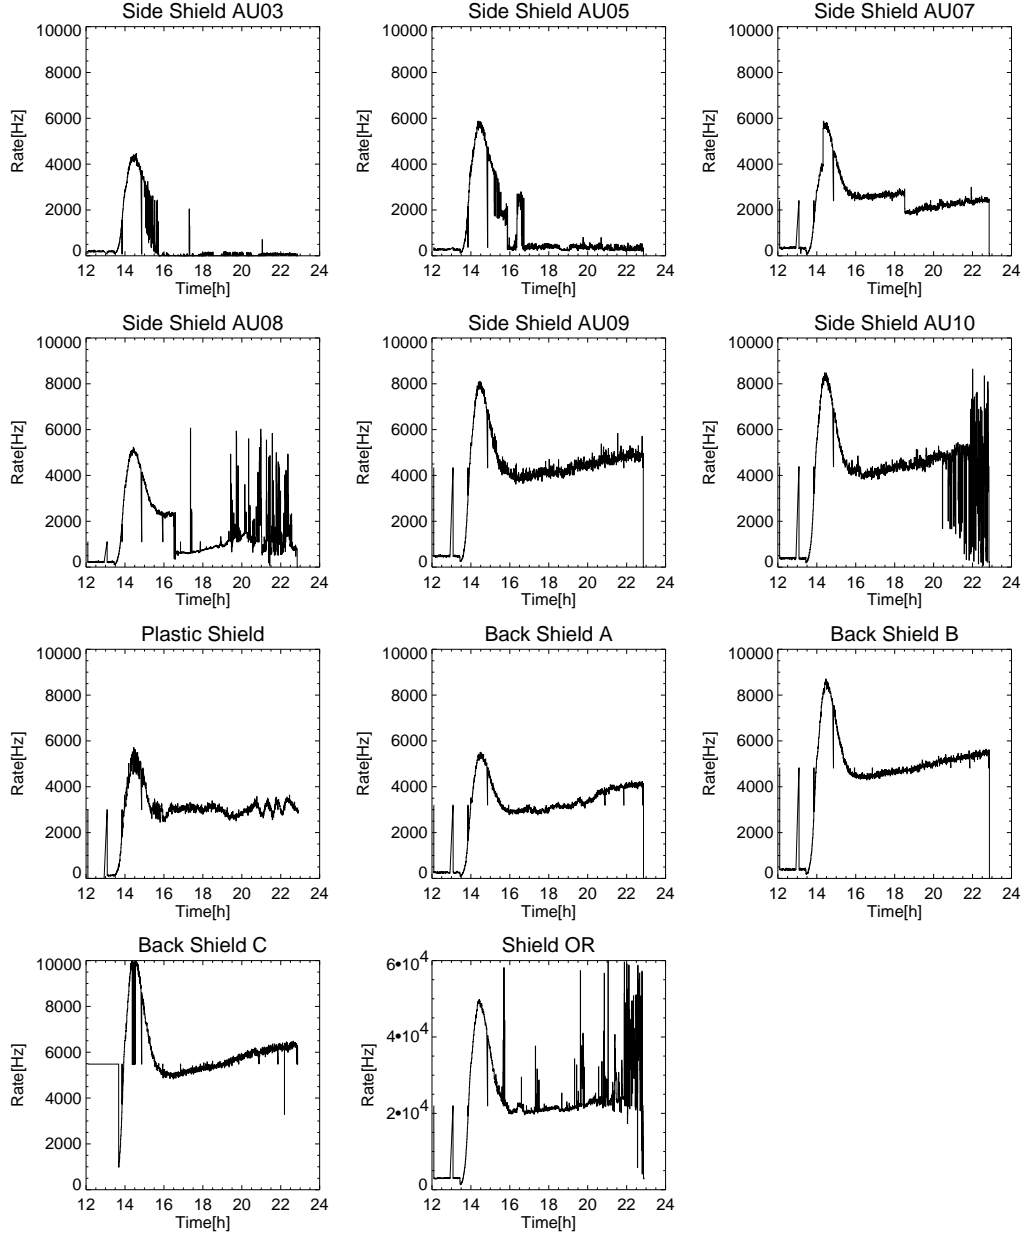 Side Shield AU03
Side Shield AU05
Side Shield AU07
10000
8000
6000
4000
2000
0
Rate[Hz]
12 14 16 18 20 22 24
Time[h]
10000
8000
6000
4000
2000
0
Rate[Hz]
12 14 16 18 20 22 24
Time[h]
10000
8000
6000
4000
2000
0
Rate[Hz]
12 14 16 18 20 22 24
Time[h]
Side Shield AU08
Side Shield AU09
Side Shield AU10
10000
8000
6000
4000
2000
0
Rate[Hz]
12 14 16 18 20 22 24
Time[h]
10000
8000
6000
4000
2000
0
Rate[Hz]
12 14 16 18 20 22 24
Time[h]
10000
8000
6000
4000
2000
0
Rate[Hz]
12 14 16 18 20 22 24
Time[h]
Plastic Shield
Back Shield A
Back Shield B
10000
8000
6000
4000
2000
0
Rate[Hz]
12 14 16 18 20 22 24
Time[h]
10000
8000
6000
4000
2000
0
Rate[Hz]
12 14 16 18 20 22 24
Time[h]
10000
8000
6000
4000
2000
0
Rate[Hz]
12 14 16 18 20 22 24
Time[h]
Back Shield C
Shield OR
10000
8000
6000
4000
2000
0
Rate[Hz]
12 14 16 18 20 22 24
Time[h]
6•10⁴
4•10⁴
2•10⁴
0
Rate[Hz]
12 14 16 18 20 22 24
Time[h]